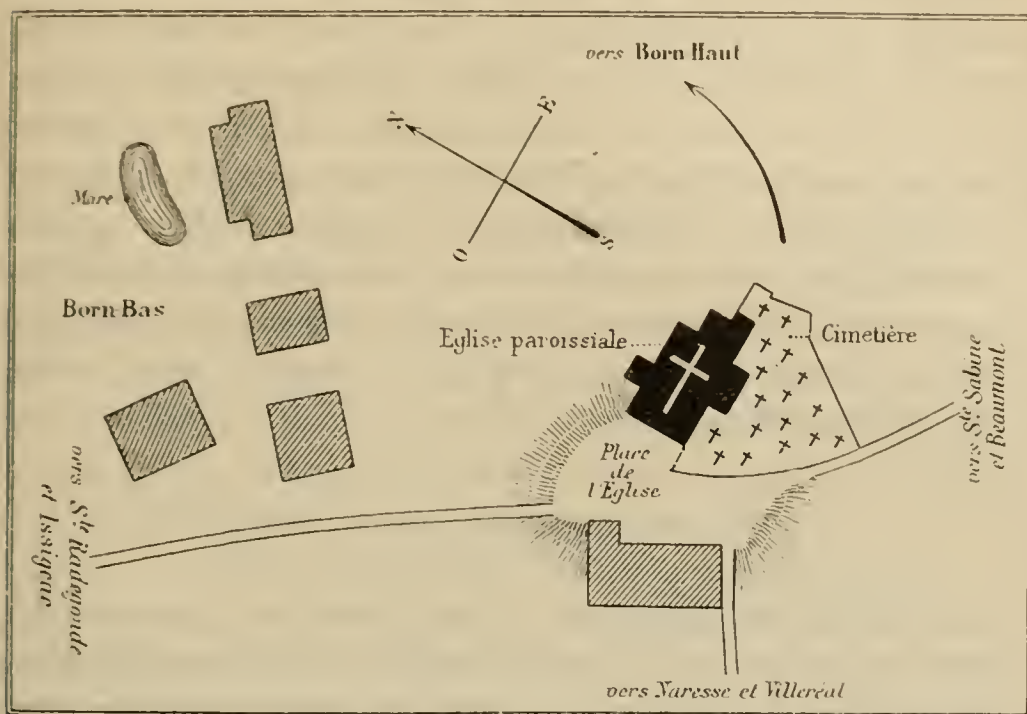 vers Born-Haut
N
E
O
S
Mare
Born-Bas
Eglise paroissiale
Cimetière
Place
de
l'Eglise
vers Ste Sabine
et Beaumont.
vers Ste Radegonde
et Issigeac
vers Naresse et Villeréal